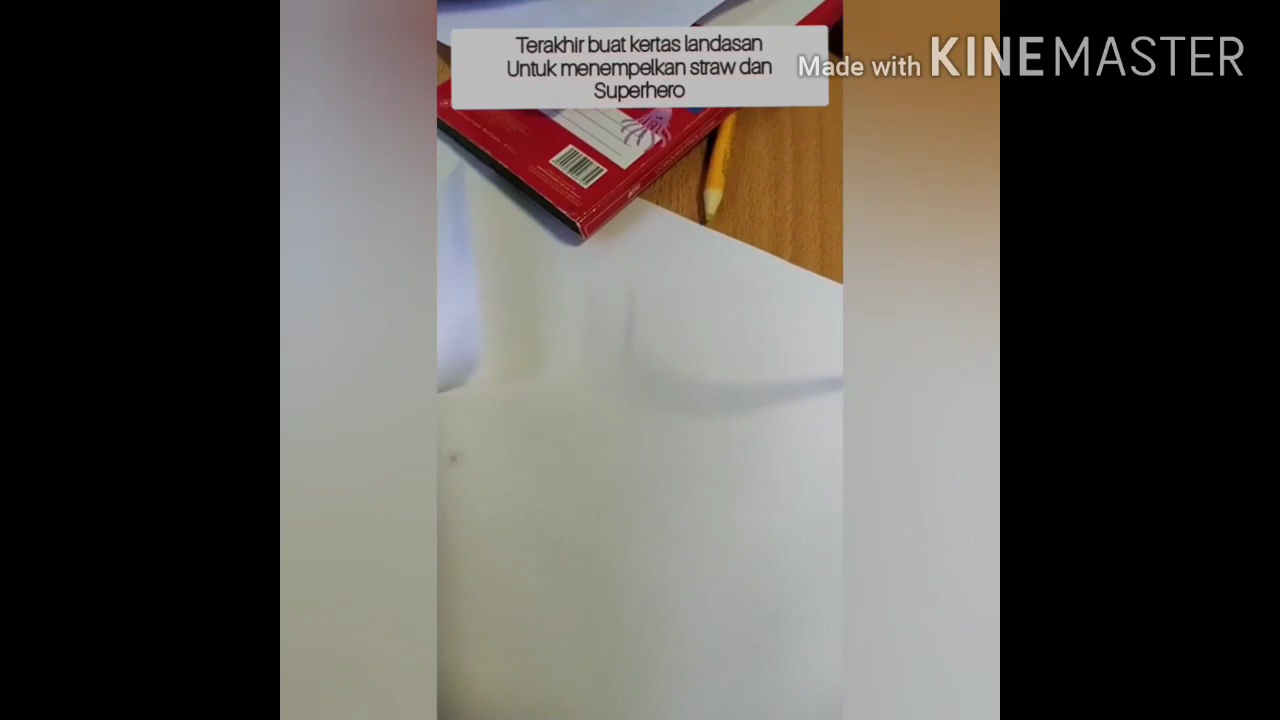 Terakhir buat kertas landasan
Untuk menempelkan straw dan
Superhero
Made with KINEMASTER